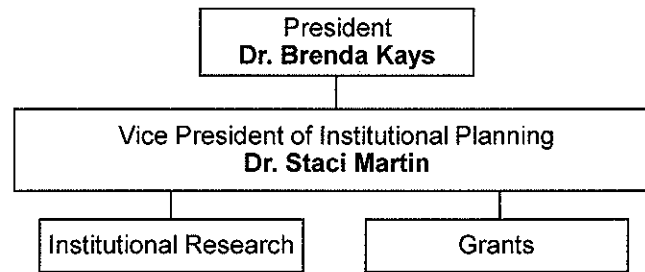 President
Dr. Brenda Kays
Vice President of Institutional Planning
Dr. Staci Martin
Institutional Research
Grants